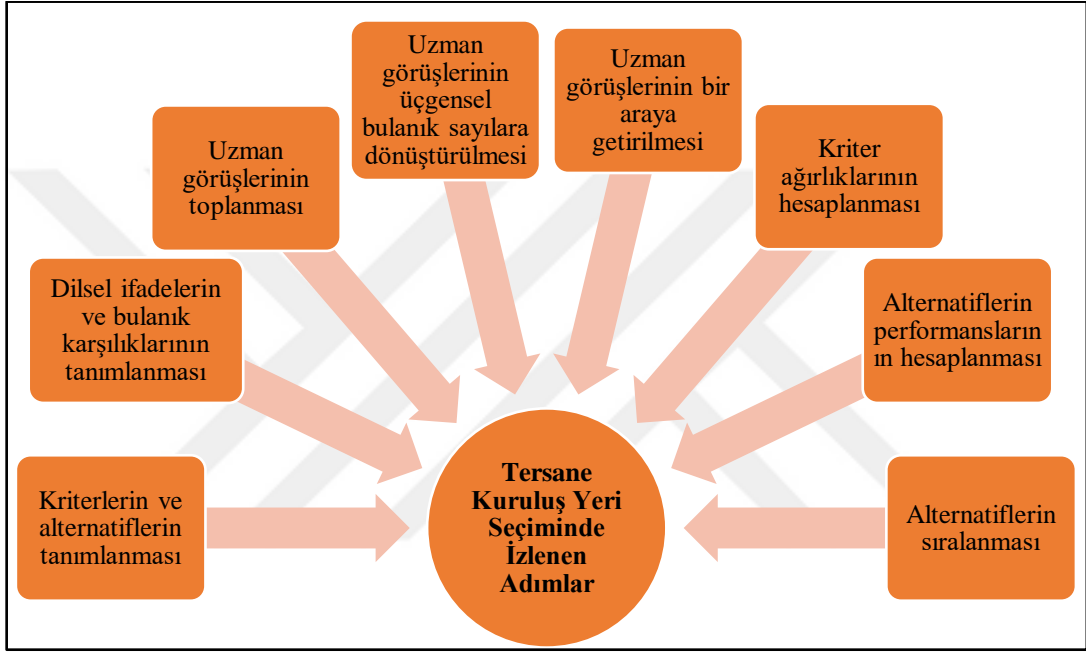 Kriterlerin ve
alternatiflerin
tanımlanması
Dilsel ifadelerin
ve bulanık
karşılıklarının
tanımlanması
Uzman
görüşlerinin
toplanması
Uzman
görüşlerinin
üçgensel
bulanık sayılara
dönüştürülmesi
Uzman
görüşlerinin bir
araya
getirilmesi
Kriter
ağırlıklarının
hesaplanması
Alternatiflerin
performansların
ın hesaplanması
Alternatiflerin
sıralanması
Tersane
Kuruluş Yeri
Seçiminde
İzlenen
Adımlar